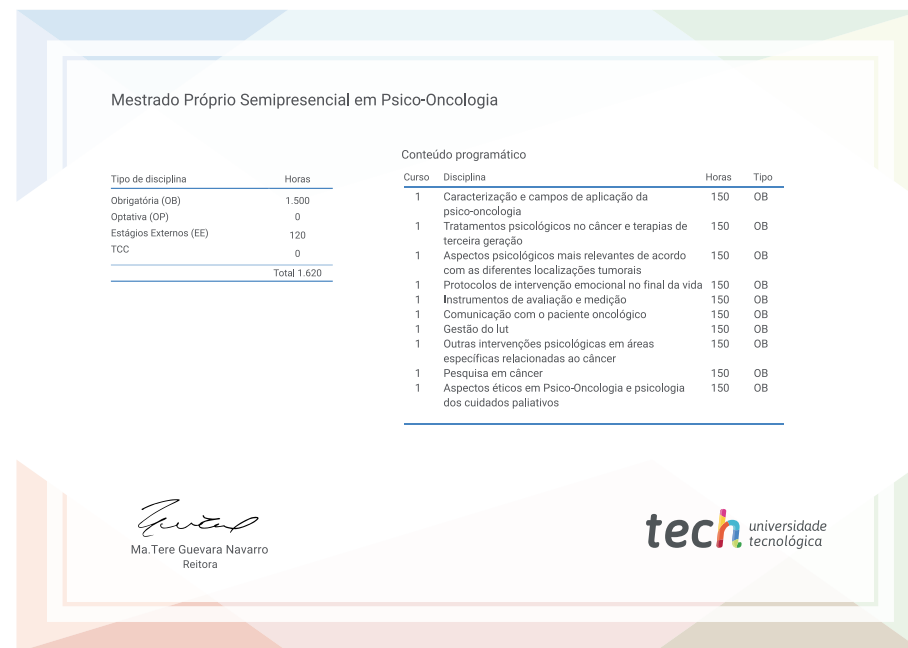 Mestrado Próprio Semipresencial em Psico-Oncologia
Tipo de disciplina Horas
Obrigatória (OB) 1.500
Optativa (OP) 0
Estágios Externos (EE) 120
TCC 0
Total 1.620
Conteúdo programático
Curso Disciplina Horas Tipo
1 Caracterização e campos de aplicação da 150 OB
psico-oncologia
1 Tratamentos psicológicos no câncer e terapias de 150 OB
terceira geração
1 Aspectos psicológicos mais relevantes de acordo 150 OB
com as diferentes localizações tumorais
1 Protocolos de intervenção emocional no final da vida 150 OB
1 Instrumentos de avaliação e medição 150 OB
1 Comunicação com o paciente oncológico 150 OB
1 Gestão do lut 150 OB
1 Outras intervenções psicológicas em áreas 150 OB
específicas relacionadas ao câncer
1 Pesquisa em câncer 150 OB
1 Aspectos éticos em Psico-Oncologia e psicologia 150 OB
dos cuidados paliativos
Ma.Tere Guevara Navarro
Reitora
tech universidade
tecnológica